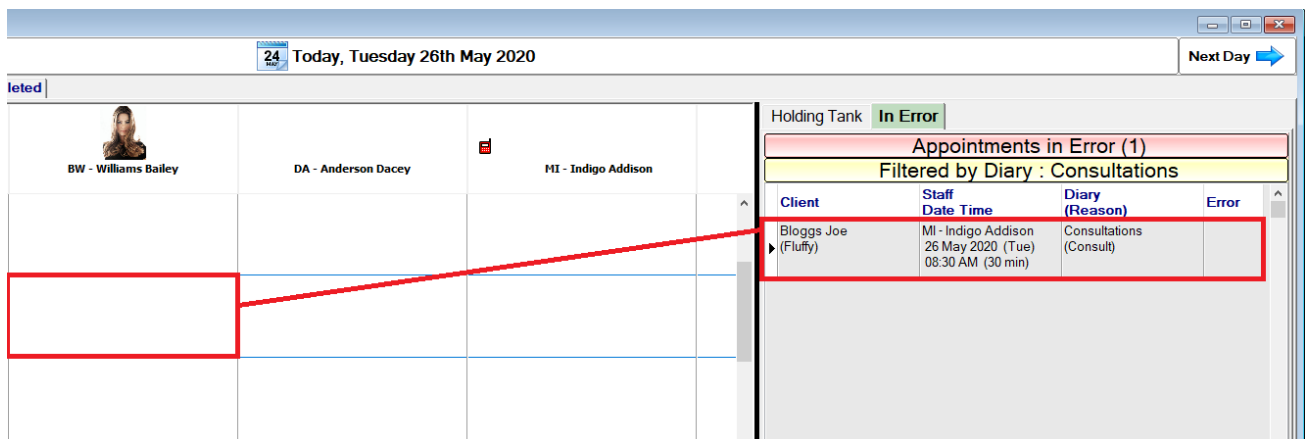 24
MAY
Today, Tuesday 26th May 2020
Next Day
leted
Holding Tank In Error
BW - Williams Bailey
DA - Anderson Dacey
MI - Indigo Addison
Appointments in Error (1)
Filtered by Diary : Consultations
Client Staff Diary Error
Date Time (Reason)
Bloggs Joe MI - Indigo Addison Consultations
(Fluffy) 26 May 2020 (Tue) (Consult)
08:30 AM (30 min)